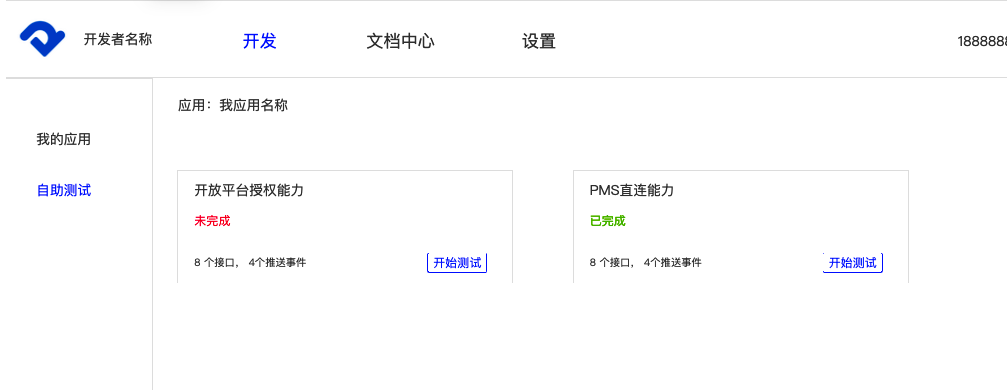 开发者名称 开发 文档中心 设置 188888
我的应用
自助测试
应用：我应用名称
开放平台授权能力
未完成
8 个接口， 4个推送事件 开始测试
PMS直连能力
已完成
8 个接口， 4个推送事件 开始测试